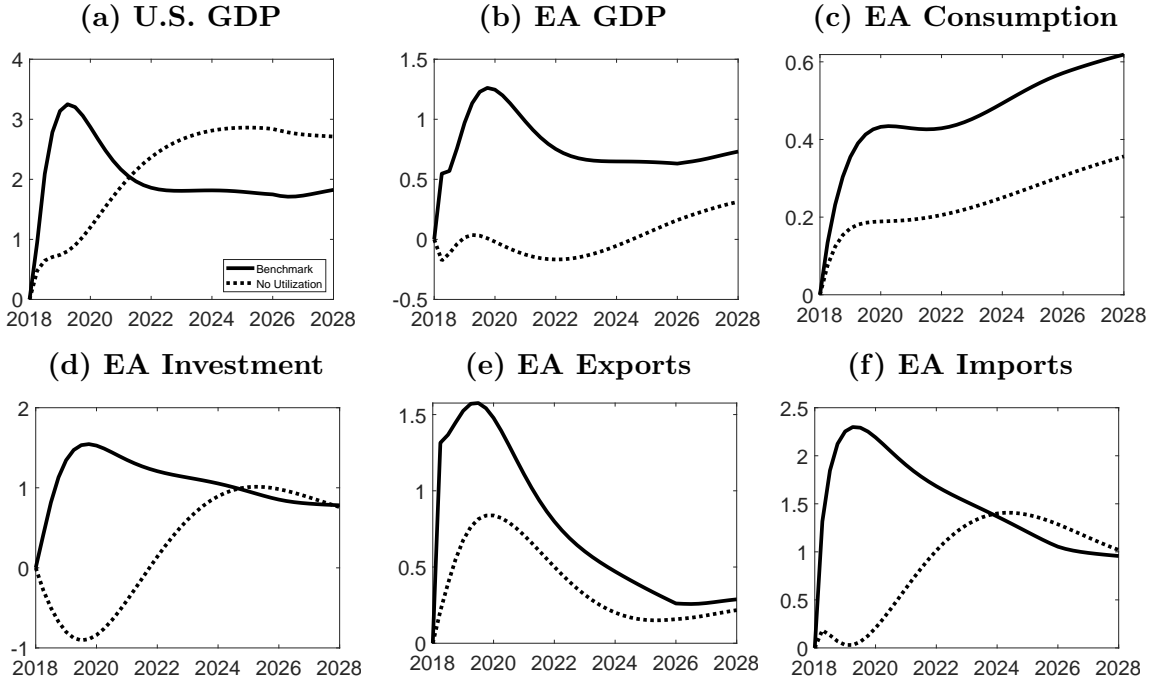 (a) U.S. GDP
(b) EA GDP
(c) EA Consumption
4
3
2
1
0
2018 2020 2022 2024 2026 2028
Benchmark
No Utilization
1.5
1
0.5
0
-0.5
2018 2020 2022 2024 2026 2028
0.6
0.4
0.2
0
2018 2020 2022 2024 2026 2028
(d) EA Investment
(e) EA Exports
(f) EA Imports
2
1
0
-1
2018 2020 2022 2024 2026 2028
1.5
1
0.5
0
2018 2020 2022 2024 2026 2028
2.5
2
1.5
1
0.5
0
2018 2020 2022 2024 2026 2028